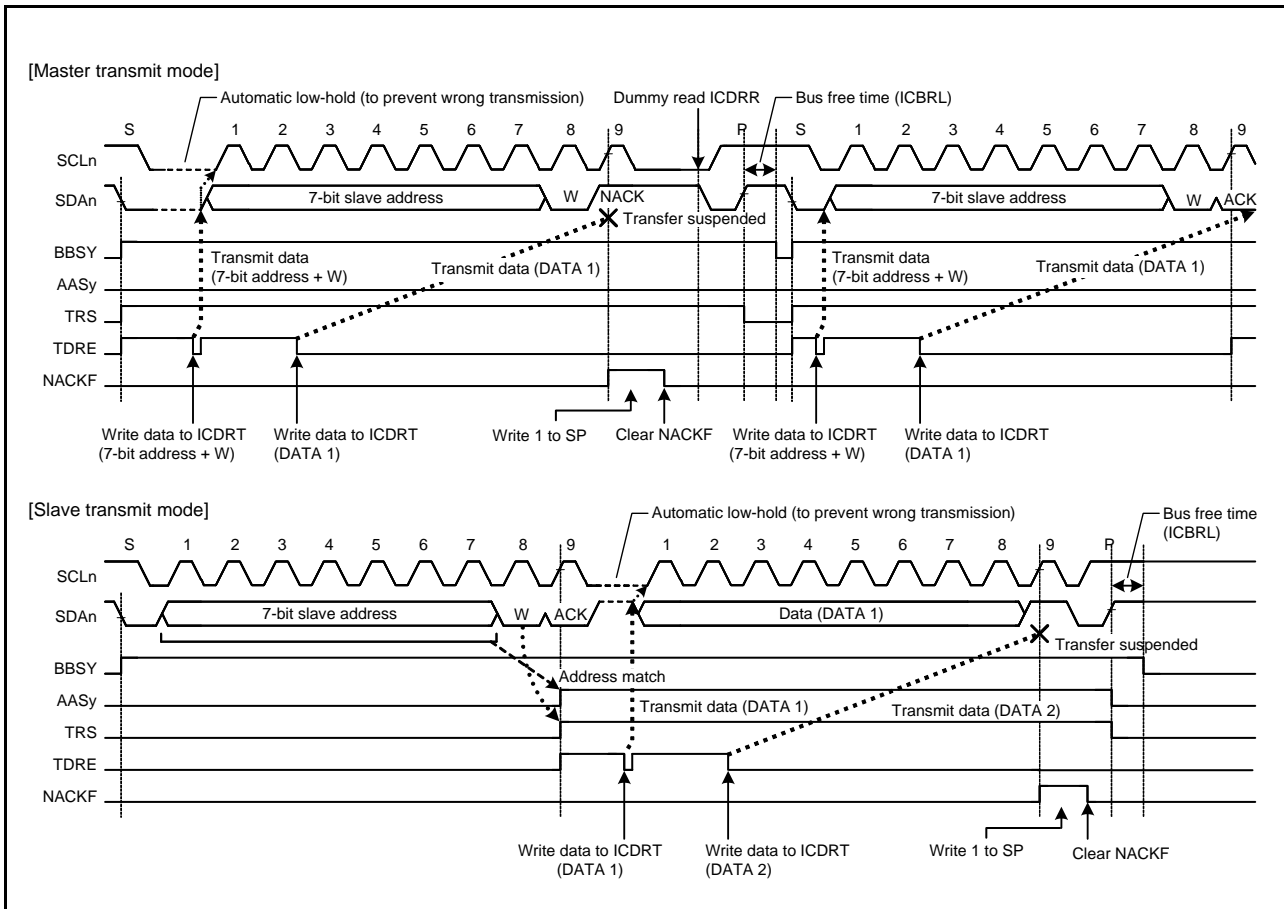 [Master transmit mode]
Automatic low-hold (to prevent wrong transmission)
Dummy read ICDRR
Bus free time (ICBRL)
S 1 2 3 4 5 6 7 8 9 P S 1 2 3 4 5 6 7 8 9
SCLn
SDAn
7-bit slave address
W
NACK
7-bit slave address
W
ACK
Transfer suspended
BBSY
Transmit data
(7-bit address + W)
Transmit data (DATA 1)
Transmit data
(7-bit address + W)
Transmit data (DATA 1)
AASy
TRS
TDRE
NACKF
Write data to ICDRT
(7-bit address + W)
Write data to ICDRT
(DATA 1)
Write 1 to SP
Clear NACKF
Write data to ICDRT
(7-bit address + W)
Write data to ICDRT
(DATA 1)
[Slave transmit mode]
Automatic low-hold (to prevent wrong transmission)
Bus free time
(ICBRL)
S 1 2 3 4 5 6 7 8 9 1 2 3 4 5 6 7 8 9 P
SCLn
SDAn
7-bit slave address
W
ACK
Data (DATA 1)
Transfer suspended
BBSY
Address match
AASy
Transmit data (DATA 1)
Transmit data (DATA 2)
TRS
TDRE
NACKF
Write data to ICDRT
(DATA 1)
Write data to ICDRT
(DATA 2)
Write 1 to SP
Clear NACKF